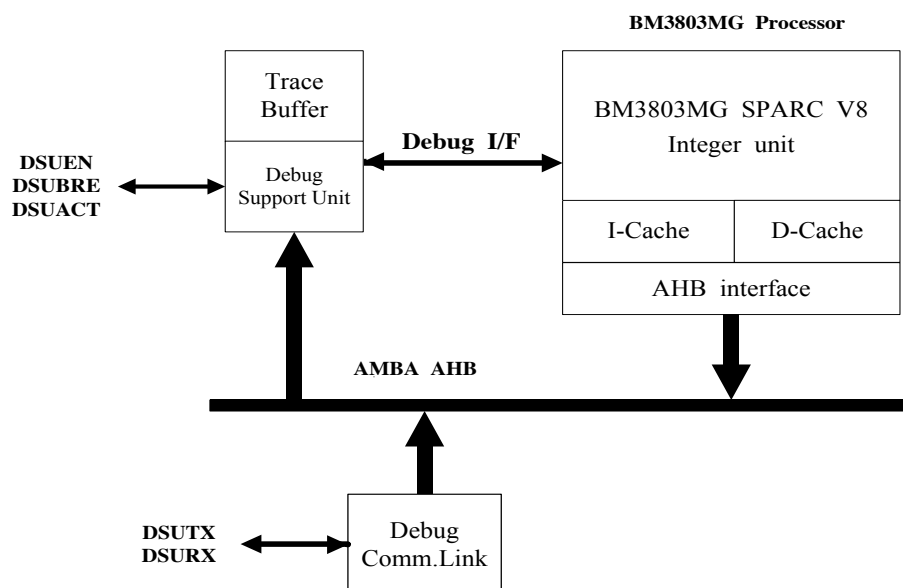 BM3803MG Processor
Trace
Buffer
BM3803MG SPARC V8
Integer unit
Debug I/F
DSUEN
DSUBRE
DSUACT
Debug
Support Unit
I-Cache
D-Cache
AHB interface
AMBA AHB
DSUTX
DSURX
Debug
Comm.Link